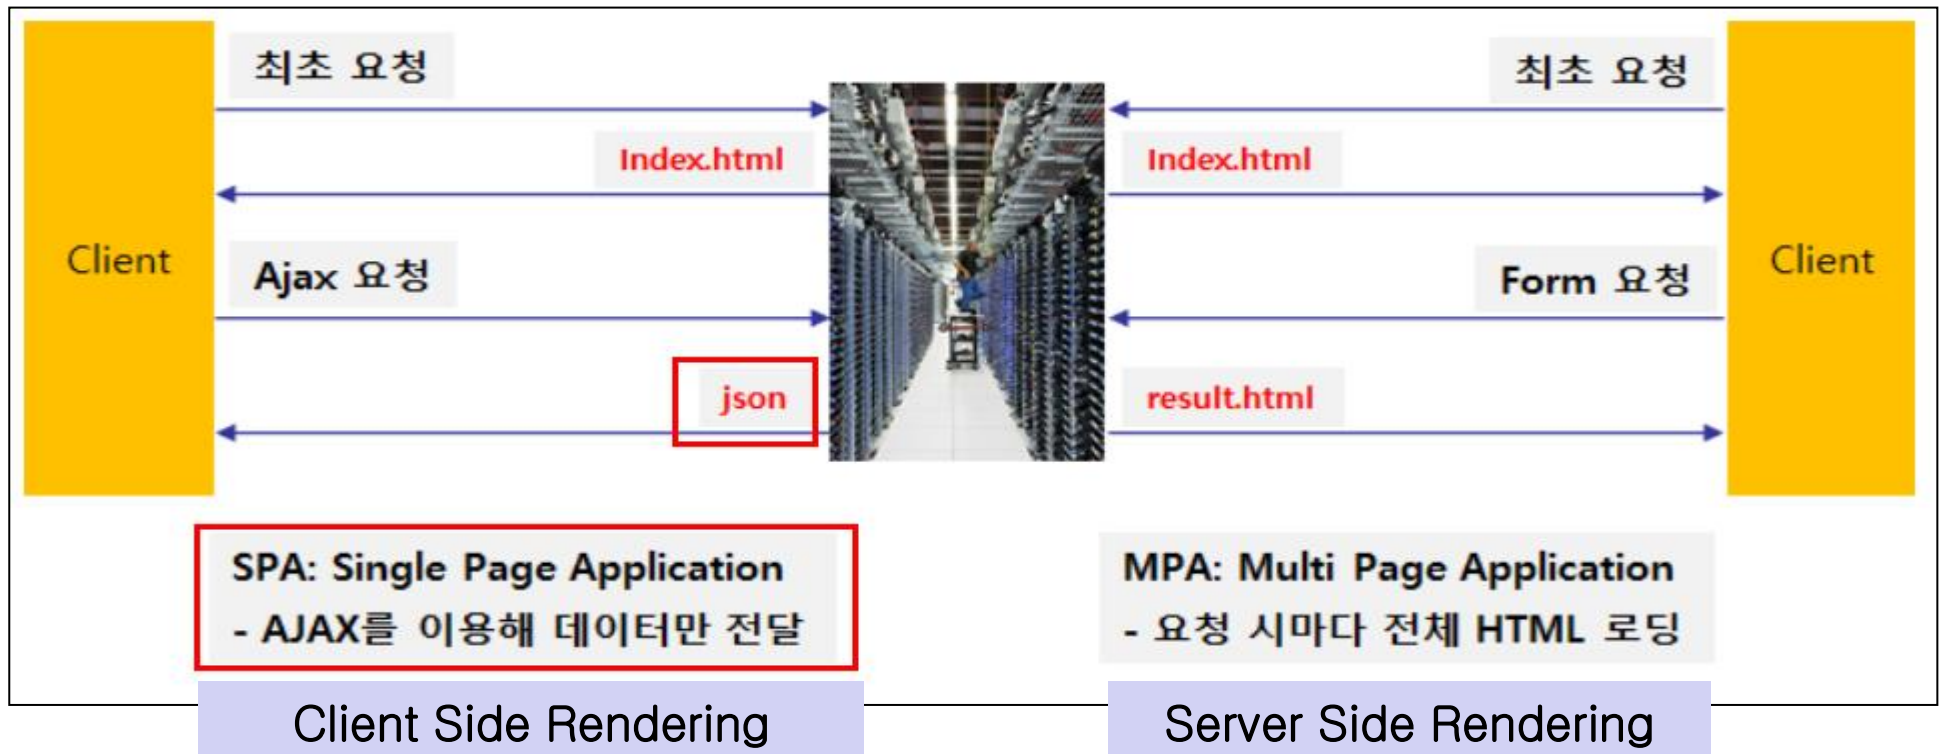 최초 요청
Index.html
Client
Ajax 요청
json
SPA: Single Page Application
- AJAX를 이용해 데이터만 전달
Client Side Rendering
최초 요청
Index.html
Client
Form 요청
result.html
MPA: Multi Page Application
- 요청 시마다 전체 HTML 로딩
Server Side Rendering